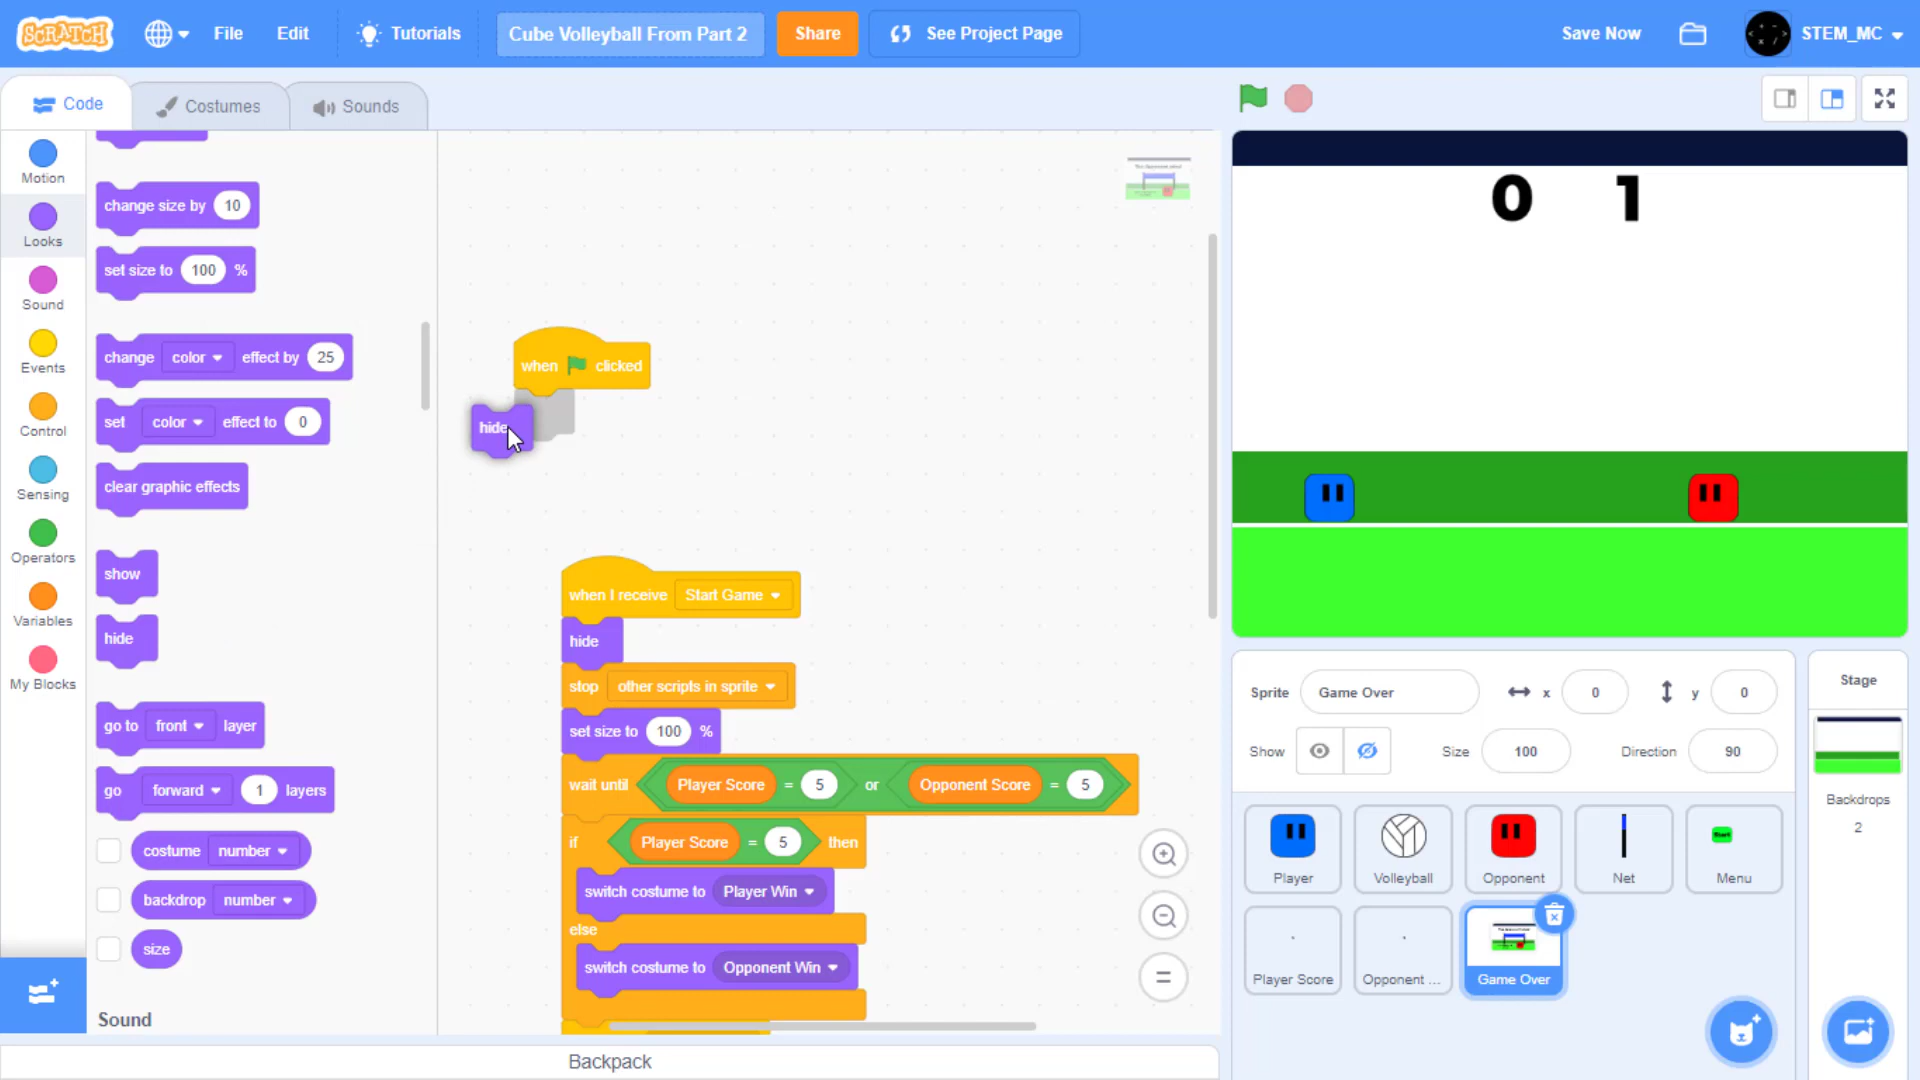 SCRATCH File Edit Tutorials Cube Volleyball From Part 2 Share See Project Page Save Now STEM_MC
Code Costumes Sounds
Motion
Looks
Sound
Events
Control
Sensing
Operators
Variables
My Blocks
change size by 10
set size to 100 %
change color effect by 25
set color effect to 0
clear graphic effects
show
hide
go to front layer
go forward 1 layers
costume number
backdrop number
size
Sound
when clicked
hide
when I receive Start Game
hide
stop other scripts in sprite
set size to 100 %
wait until Player Score = 5 or Opponent Score = 5
if Player Score = 5 then
switch costume to Player Win
else
switch costume to Opponent Win
Backpack
0 1
Sprite Game Over x 0 y 0
Show Size 100 Direction 90
Player Volleyball Opponent Net Menu
Start
Player Score Opponent ... Game Over
Stage
Backdrops
2